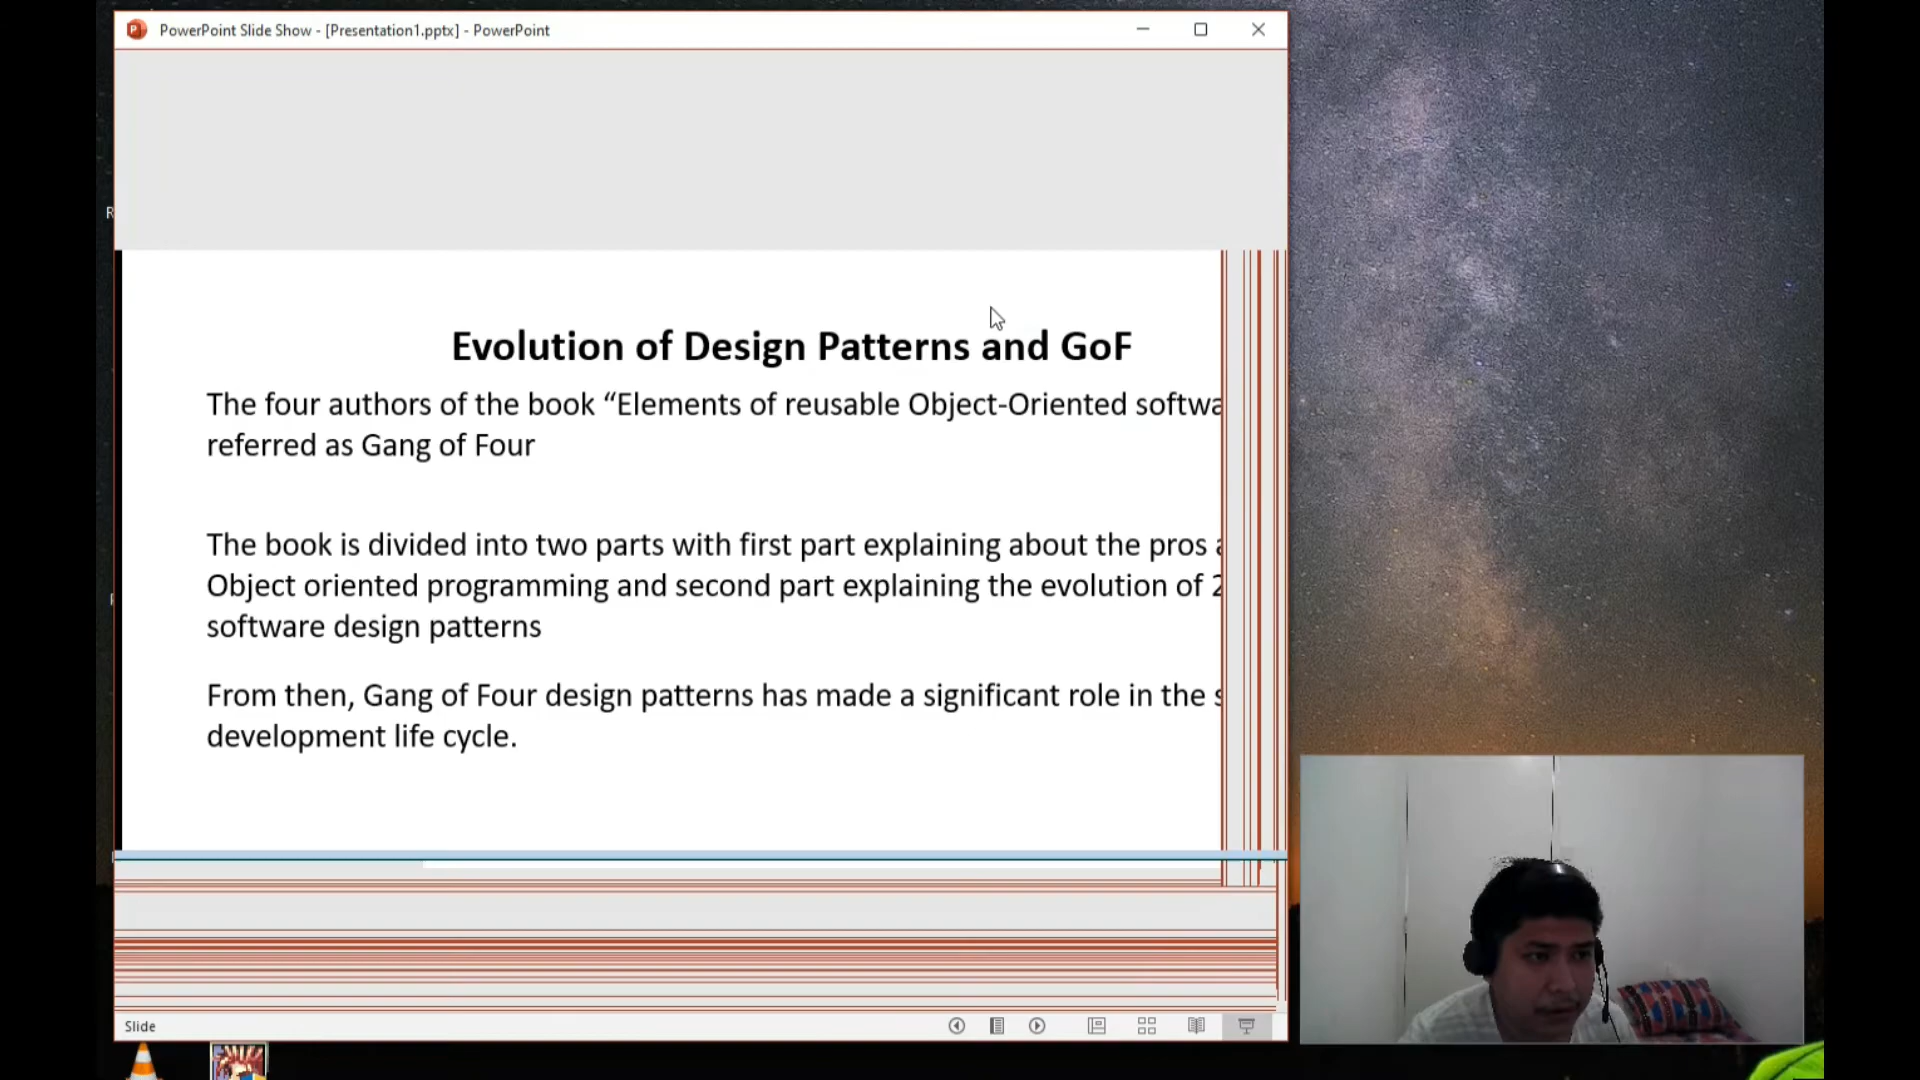 PowerPoint Slide Show - [Presentation1.pptx] - PowerPoint
Evolution of Design Patterns and GoF
The four authors of the book “Elements of reusable Object-Oriented softwa
referred as Gang of Four
The book is divided into two parts with first part explaining about the pros
Object oriented programming and second part explaining the evolution of 2
software design patterns
From then, Gang of Four design patterns has made a significant role in the s
development life cycle.
Slide